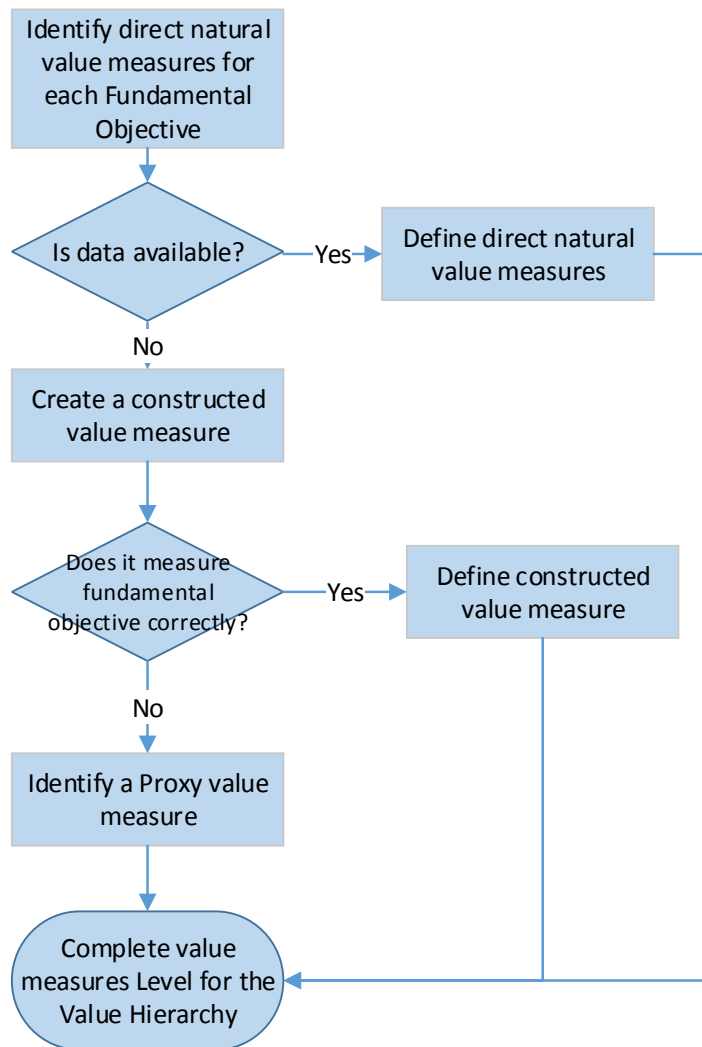 Identify direct natural
value measures for
each Fundamental
Objective
Is data available?
Yes
Define direct natural
value measures
No
Create a constructed
value measure
Does it measure
fundamental
objective correctly?
Yes
Define constructed
value measure
No
Identify a Proxy value
measure
Complete value
measures Level for the
Value Hierarchy